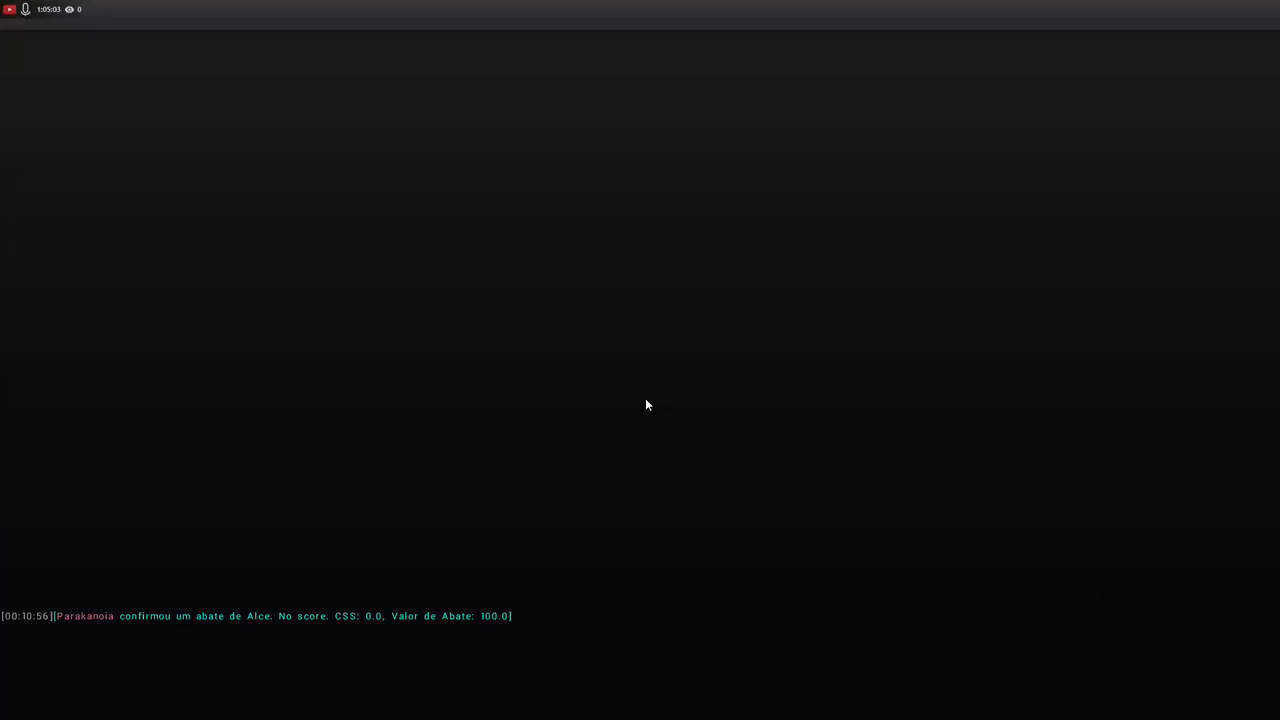 1:05:03 0
[00:10:56][Parakanoia confirmou um abate de Alce. No score. CSS: 0.0, Valor de Abate: 100.0]